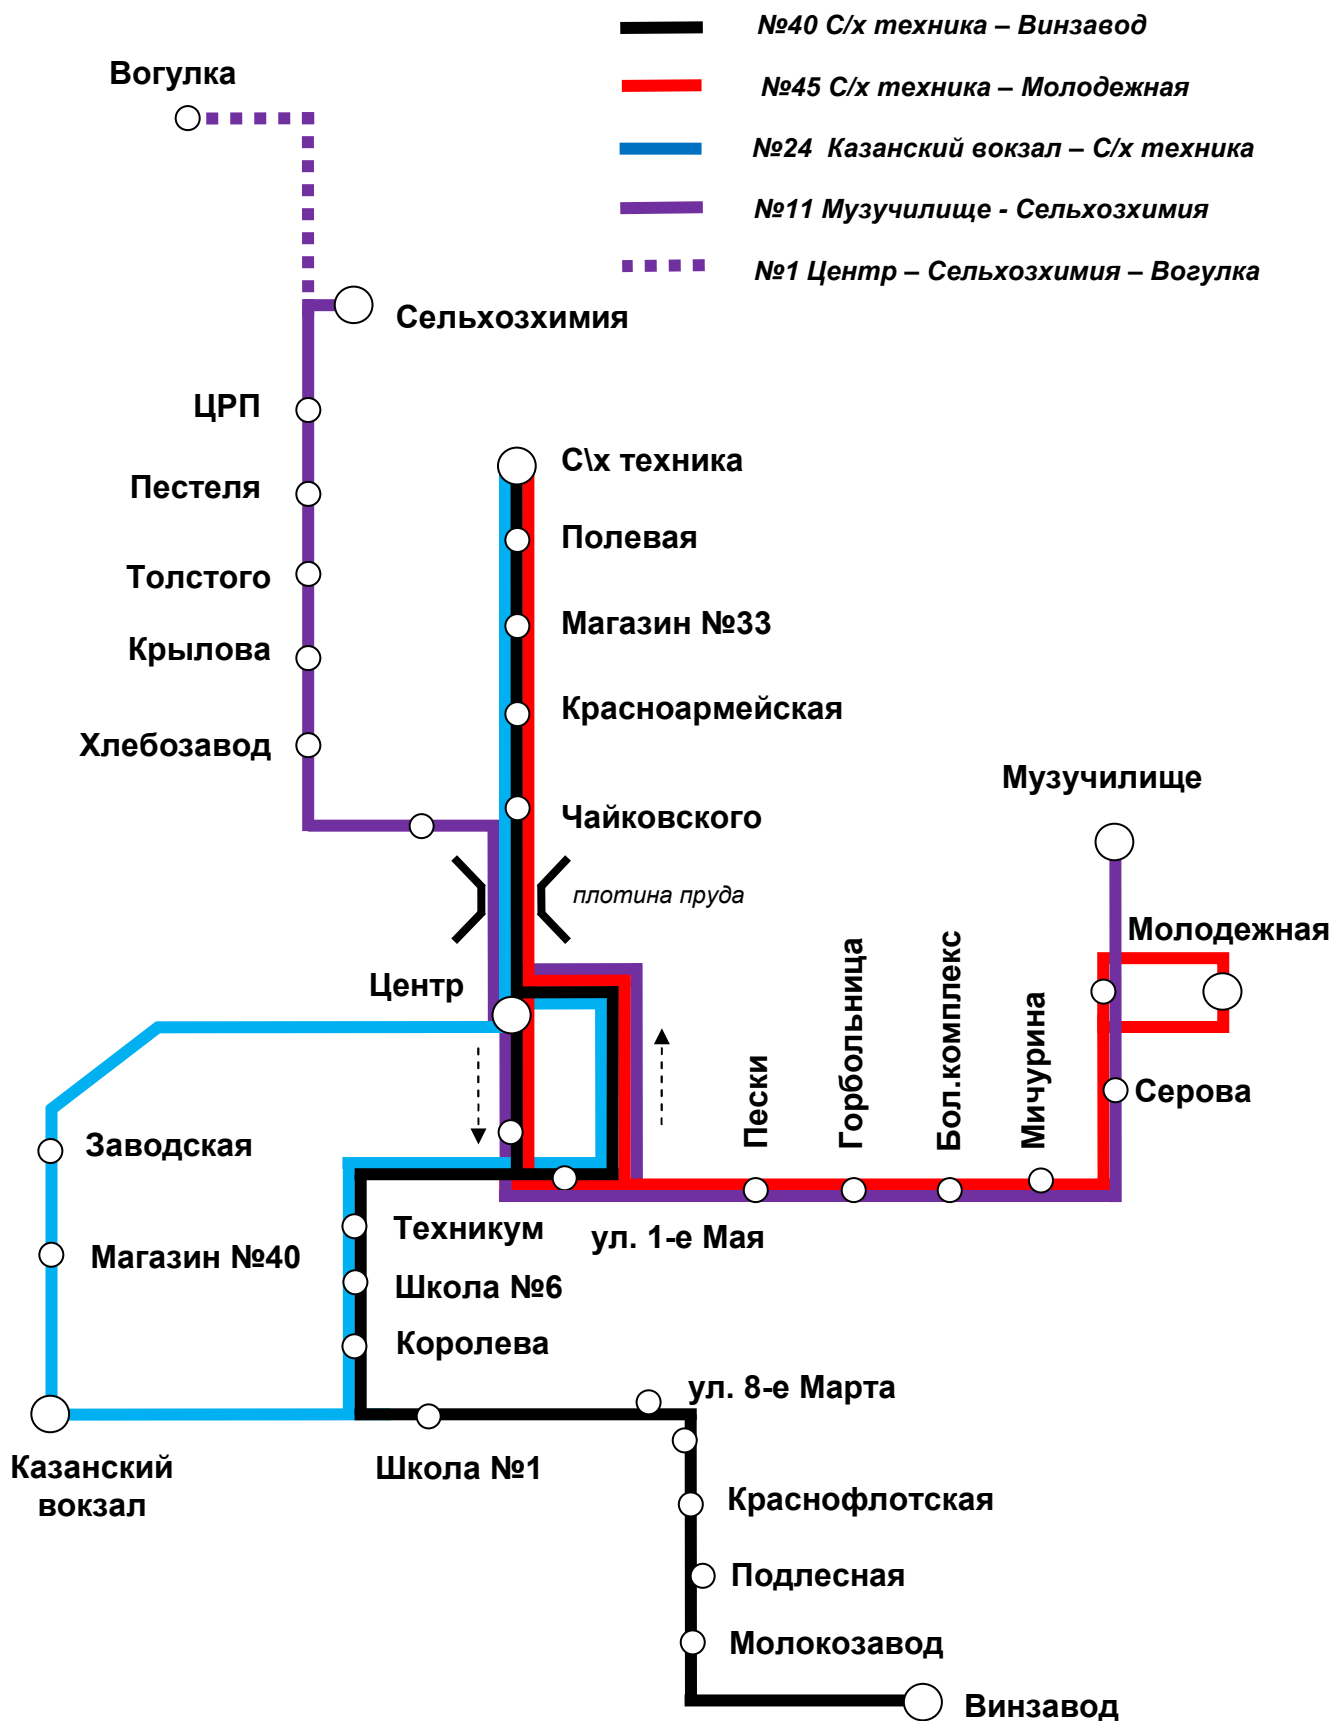 №40 С/х техника – Винзавод
№45 С/х техника – Молодежная
№24 Казанский вокзал – С/х техника
№11 Музучилище - Сельхозхимия
№1 Центр – Сельхозхимия – Вогулка
Вогулка
Сельхозхимия
ЦРП
Пестеля
Толстого
Крылова
Хлебозавод
С\х техника
Полевая
Магазин №33
Красноармейская
Чайковского
плотина пруда
Центр
Музучилище
Молодежная
Серова
Пески
Горбольница
Бол.комплекс
Мичурина
ул. 1-е Мая
Заводская
Магазин №40
Техникум
Школа №6
Королева
Казанский
вокзал
Школа №1
ул. 8-е Марта
Краснофлотская
Подлесная
Молокозавод
Винзавод